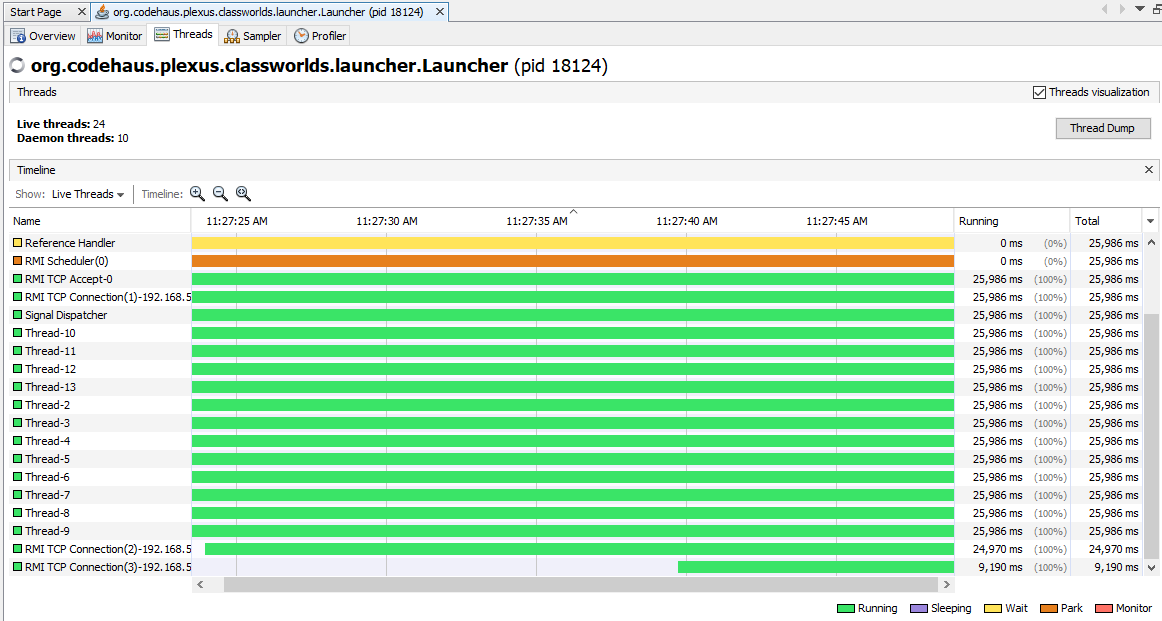 Start Page org.codehaus.plexus.classworlds.launcher.Launcher (pid 18124)
Overview Monitor Threads Sampler Profiler
org.codehaus.plexus.classworlds.launcher.Launcher (pid 18124)
Threads Threads visualization
Live threads: 24
Daemon threads: 10
Thread Dump
Timeline
Show: Live Threads Timeline:
Name 11:27:25 AM 11:27:30 AM 11:27:35 AM 11:27:40 AM 11:27:45 AM Running Total
Reference Handler 0 ms (0%) 25,986 ms
RMI Scheduler(0) 0 ms (0%) 25,986 ms
RMI TCP Accept-0 25,986 ms (100%) 25,986 ms
RMI TCP Connection(1)-192.168.5 25,986 ms (100%) 25,986 ms
Signal Dispatcher 25,986 ms (100%) 25,986 ms
Thread-10 25,986 ms (100%) 25,986 ms
Thread-11 25,986 ms (100%) 25,986 ms
Thread-12 25,986 ms (100%) 25,986 ms
Thread-13 25,986 ms (100%) 25,986 ms
Thread-2 25,986 ms (100%) 25,986 ms
Thread-3 25,986 ms (100%) 25,986 ms
Thread-4 25,986 ms (100%) 25,986 ms
Thread-5 25,986 ms (100%) 25,986 ms
Thread-6 25,986 ms (100%) 25,986 ms
Thread-7 25,986 ms (100%) 25,986 ms
Thread-8 25,986 ms (100%) 25,986 ms
Thread-9 25,986 ms (100%) 25,986 ms
RMI TCP Connection(2)-192.168.5 24,970 ms (100%) 24,970 ms
RMI TCP Connection(3)-192.168.5 9,190 ms (100%) 9,190 ms
Running Sleeping Wait Park Monitor